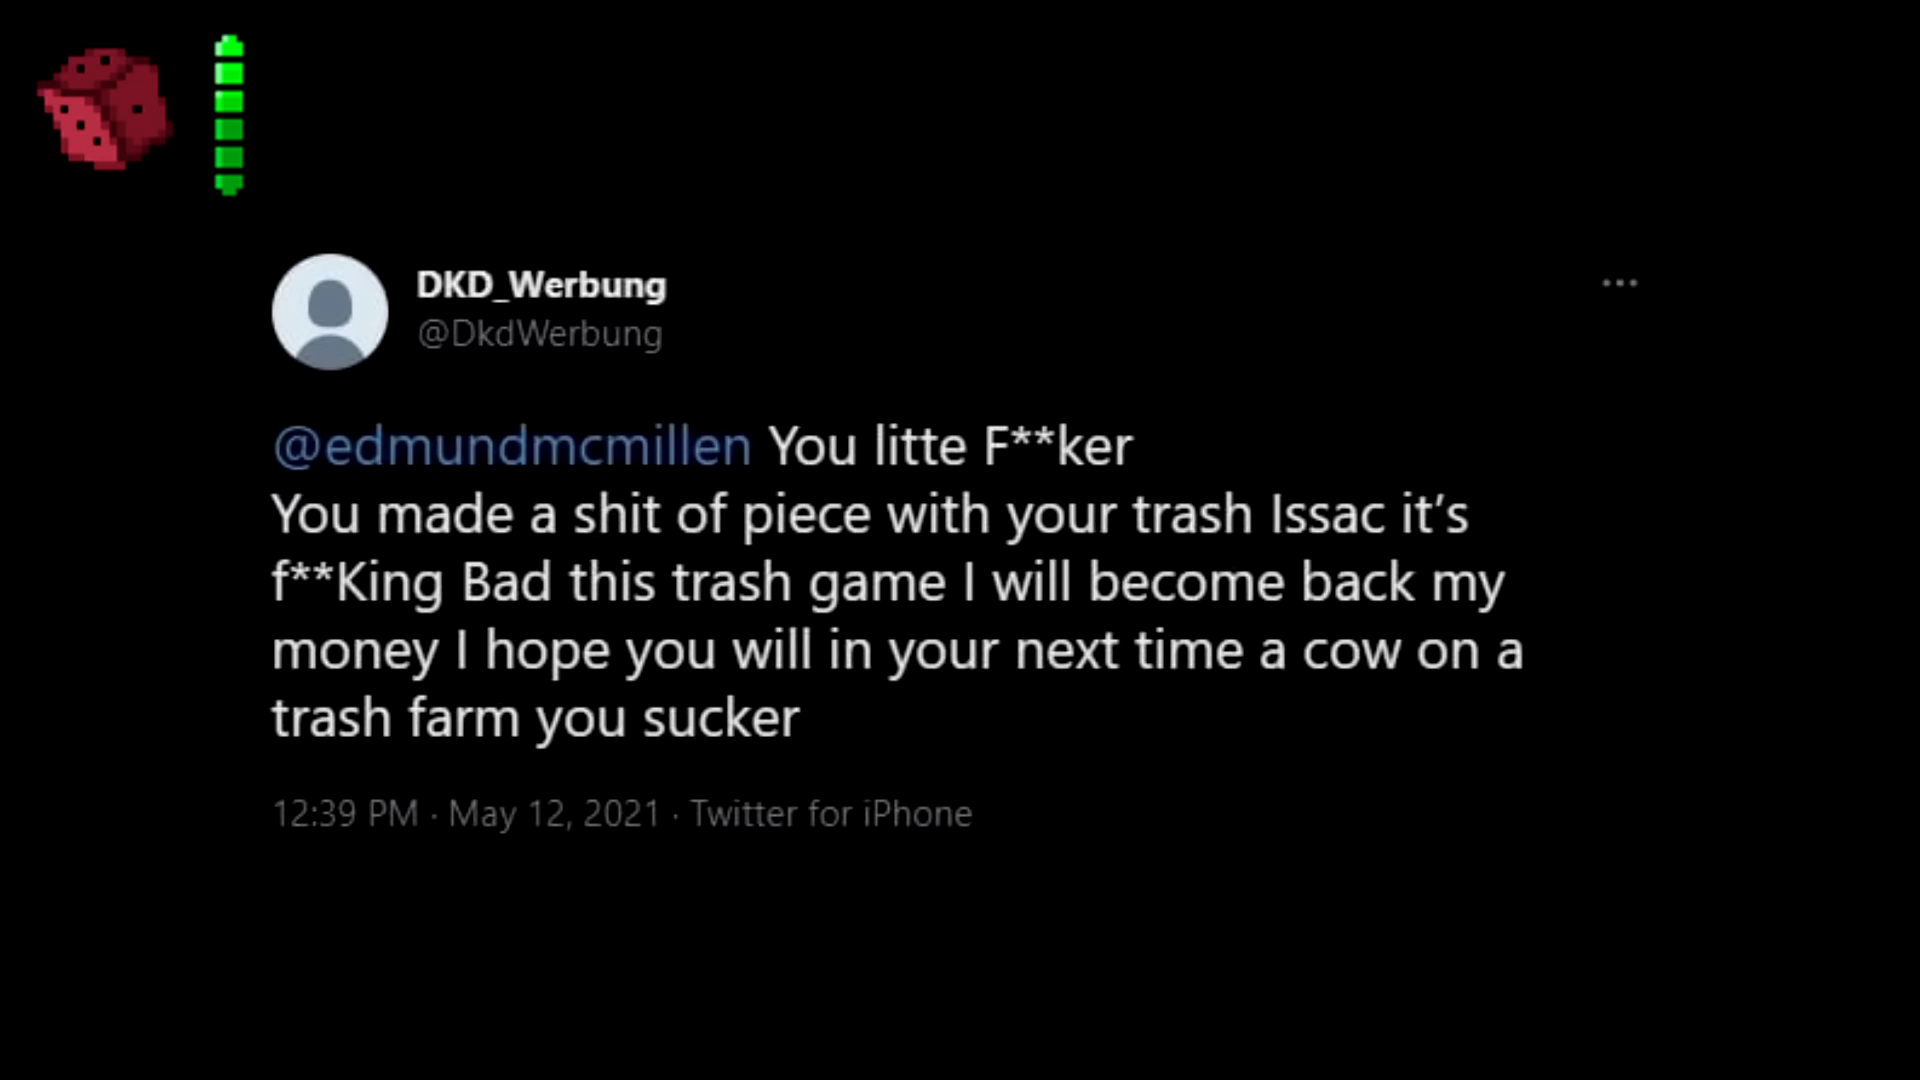 DKD_Werbung
@DkdWerbung
@edmundmcmillen You litte F**ker
You made a shit of piece with your trash Issac it’s
f**King Bad this trash game I will become back my
money I hope you will in your next time a cow on a
trash farm you sucker
12:39 PM · May 12, 2021 · Twitter for iPhone